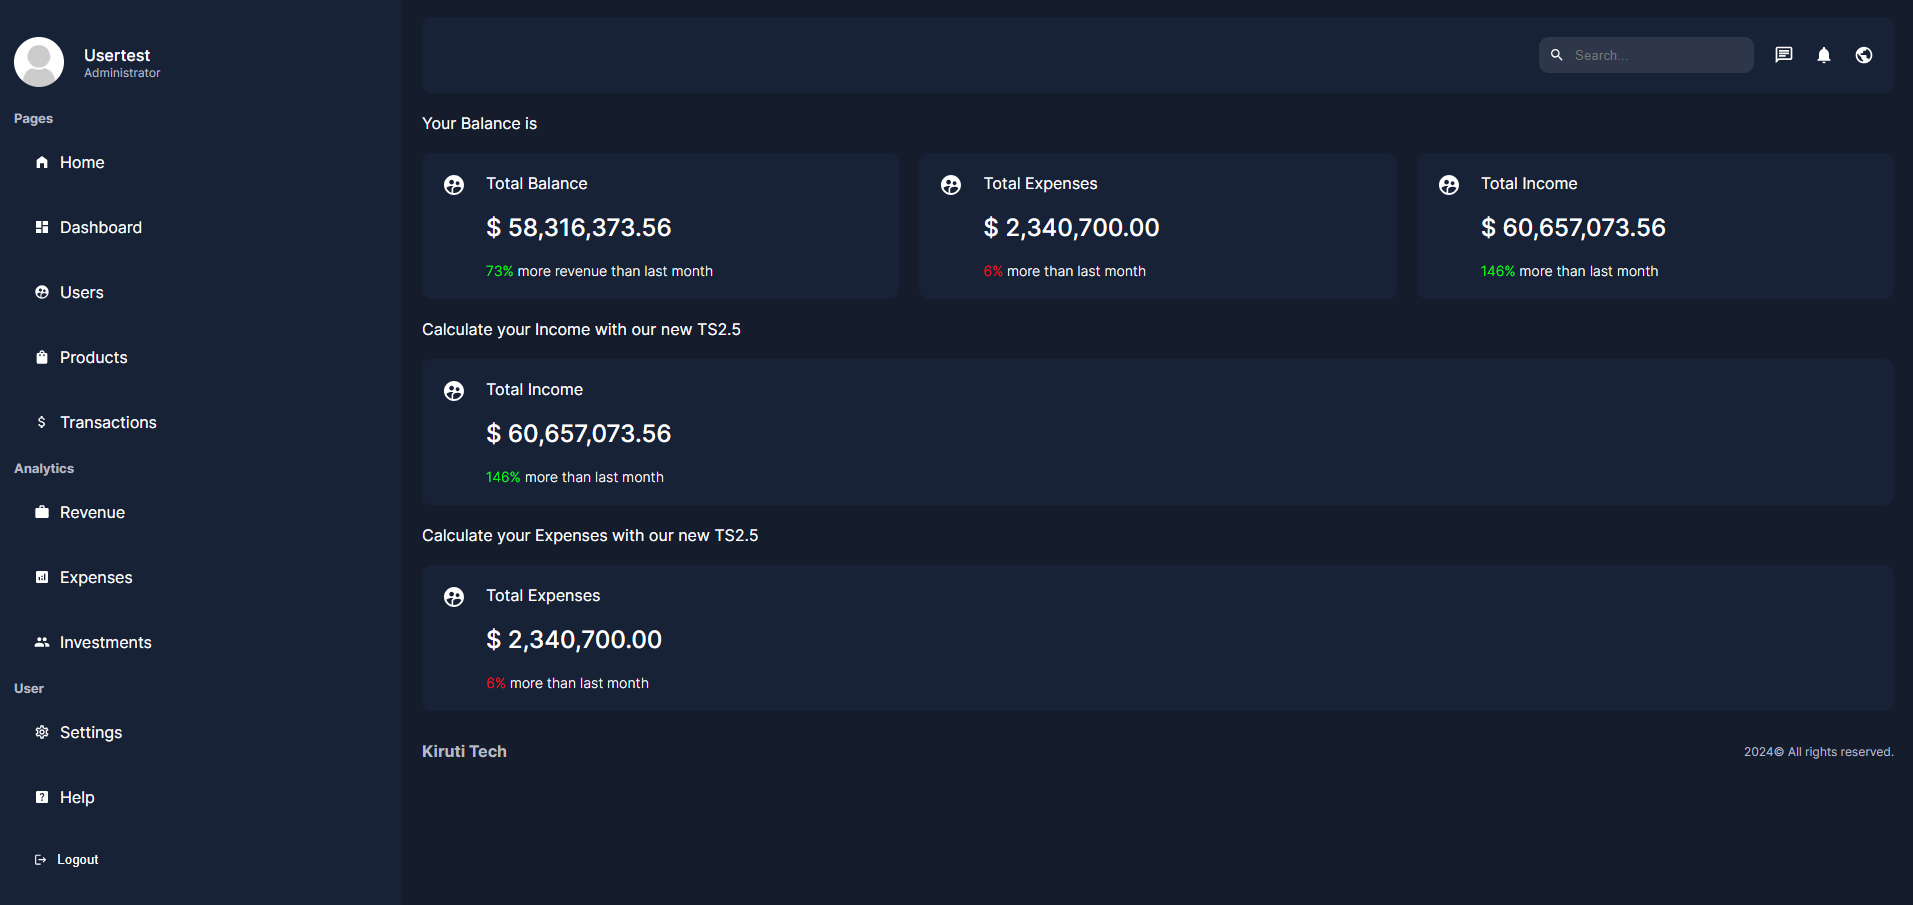 Usertest
Administrator
Pages
Home
Dashboard
Users
Products
Transactions
Analytics
Revenue
Expenses
Investments
User
Settings
Help
Logout
Search...
Your Balance is
Total Balance
$ 58,316,373.56
73% more revenue than last month
Total Expenses
$ 2,340,700.00
6% more than last month
Total Income
$ 60,657,073.56
146% more than last month
Calculate your Income with our new TS2.5
Total Income
$ 60,657,073.56
146% more than last month
Calculate your Expenses with our new TS2.5
Total Expenses
$ 2,340,700.00
6% more than last month
Kiruti Tech
2024© All rights reserved.